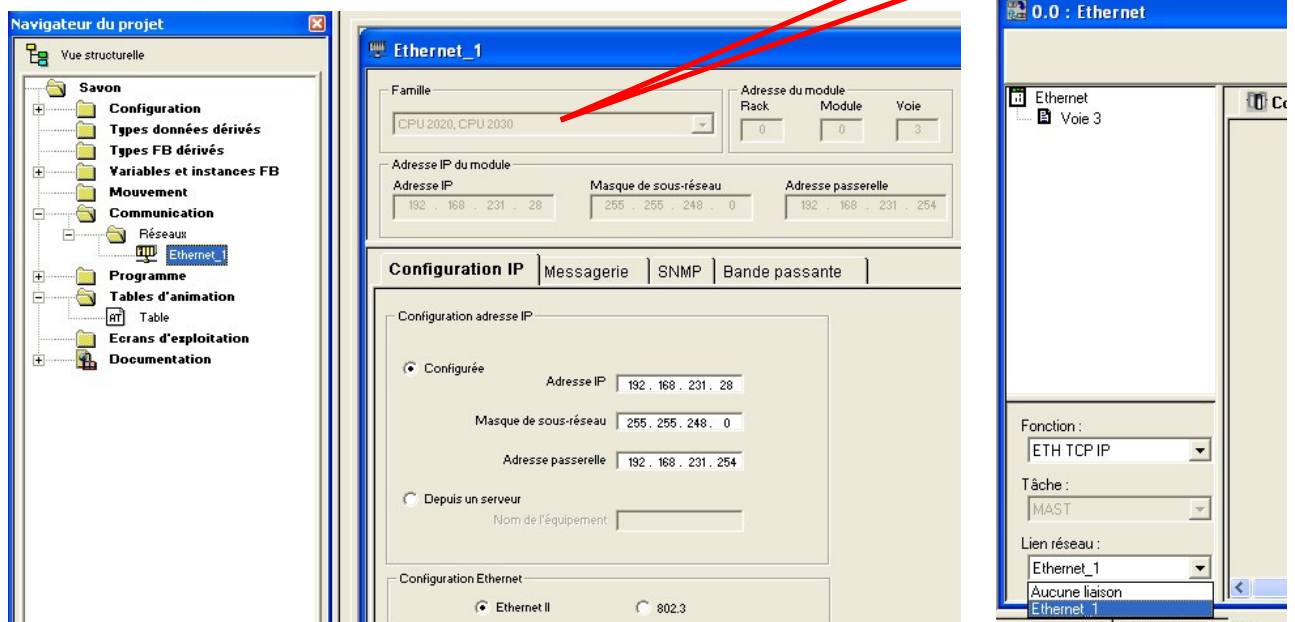 Navigateur du projet
Vue structurelle
Savon
Configuration
Types données dérivés
Types FB dérivés
Variables et instances FB
Mouvement
Communication
Réseaux
Ethernet_1
Programme
Tables d'animation
Table
Ecrans d'exploitation
Documentation
Ethernet_1
Famille
CPU 2020, CPU 2030
Adresse du module
Rack Module Voie
0 0 3
Adresse IP du module
Adresse IP Masque de sous-réseau Adresse passerelle
192 . 168 . 231 . 28 255 . 255 . 248 . 0 192 . 168 . 231 . 254
Configuration IP Messagerie SNMP Bande passante
Configuration adresse IP
Configurée
Adresse IP 192 . 168 . 231 . 28
Masque de sous-réseau 255 . 255 . 248 . 0
Adresse passerelle 192 . 168 . 231 . 254
Depuis un serveur
Nom de l'équipement
Configuration Ethernet
Ethernet II 802.3
0.0 : Ethernet
Ethernet
Voie 3
Co
Fonction :
ETH TCP IP
Tâche :
MAST
Lien réseau :
Ethernet_1
Aucune liaison
Ethernet_1